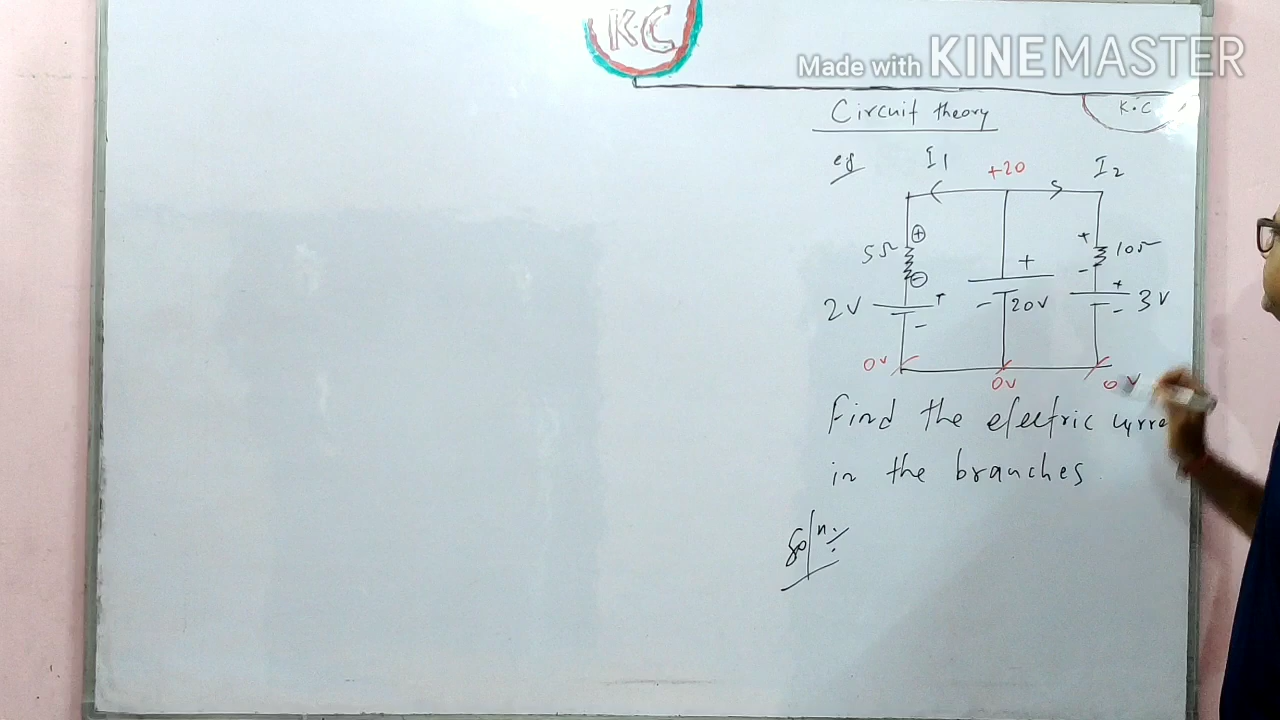 K.C
Made with KINEMASTER
Circuit theory
K.C
eg
I1 +20 I2
5Ω + - + - 10Ω
2V + - + - 20V + - 3V
0V 0V 0V
Find the electric curre
in the branches
Soln: